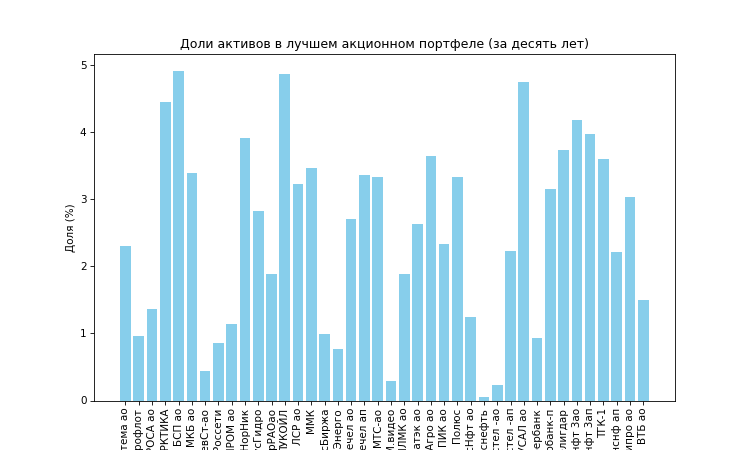 Доли активов в лучшем акционном портфеле (за десять лет)
Доля (%)
5
4
3
2
1
0
тема ао
рофлот
РОСА ао
РКТИКА
БСП ао
МКБ ао
евСт-ао
Россети
ПРОМ ао
НорНик
сГидро
рРАОао
ЛУКОЙЛ
ЛСР ао
ММК
сБиржа
Энерго
ечел ао
ечел ап
МТС-ао
М.видео
ЛМК ао
атэк ао
Агро ао
ПИК ао
Полюс
сНфт ао
снефть
стел -ао
стел -ап
УСАЛ ао
ербанк
рбанк-п
лигдар
нфт 3ао
нфт 3ап
ТГК-1
нснф ап
ипро ао
ВТБ ао